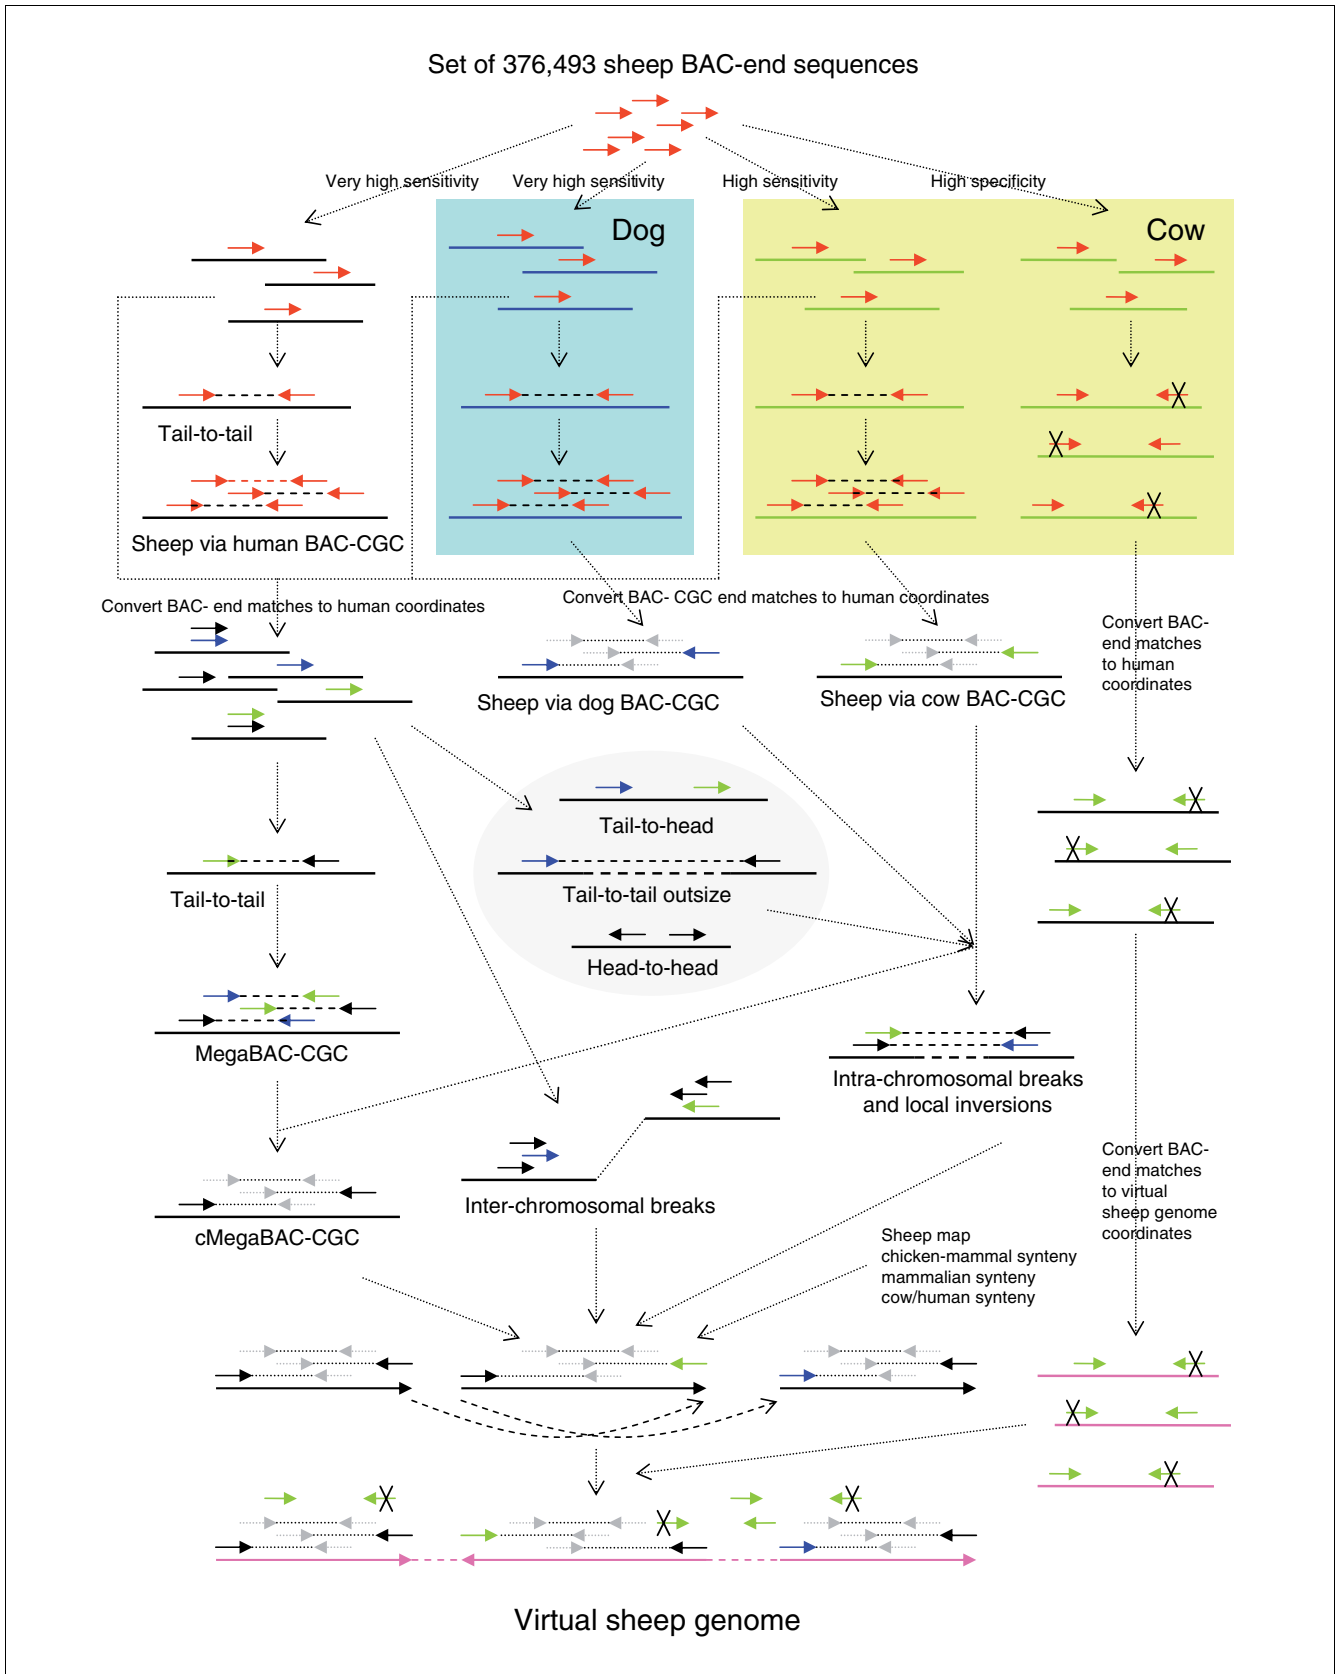 Set of 376,493 sheep BAC-end sequences
Very high sensitivity
Very high sensitivity
High sensitivity
High specificity
Dog
Cow
Tail-to-tail
Sheep via human BAC-CGC
Convert BAC- end matches to human coordinates
Convert BAC- CGC end matches to human coordinates
Convert BAC-
end matches
to human
coordinates
Sheep via dog BAC-CGC
Sheep via cow BAC-CGC
Tail-to-head
Tail-to-tail outsize
Head-to-head
Tail-to-tail
MegaBAC-CGC
Intra-chromosomal breaks
and local inversions
Convert BAC-
end matches
to virtual
sheep genome
coordinates
Inter-chromosomal breaks
cMegaBAC-CGC
Sheep map
chicken-mammal synteny
mammalian synteny
cow/human synteny
Virtual sheep genome